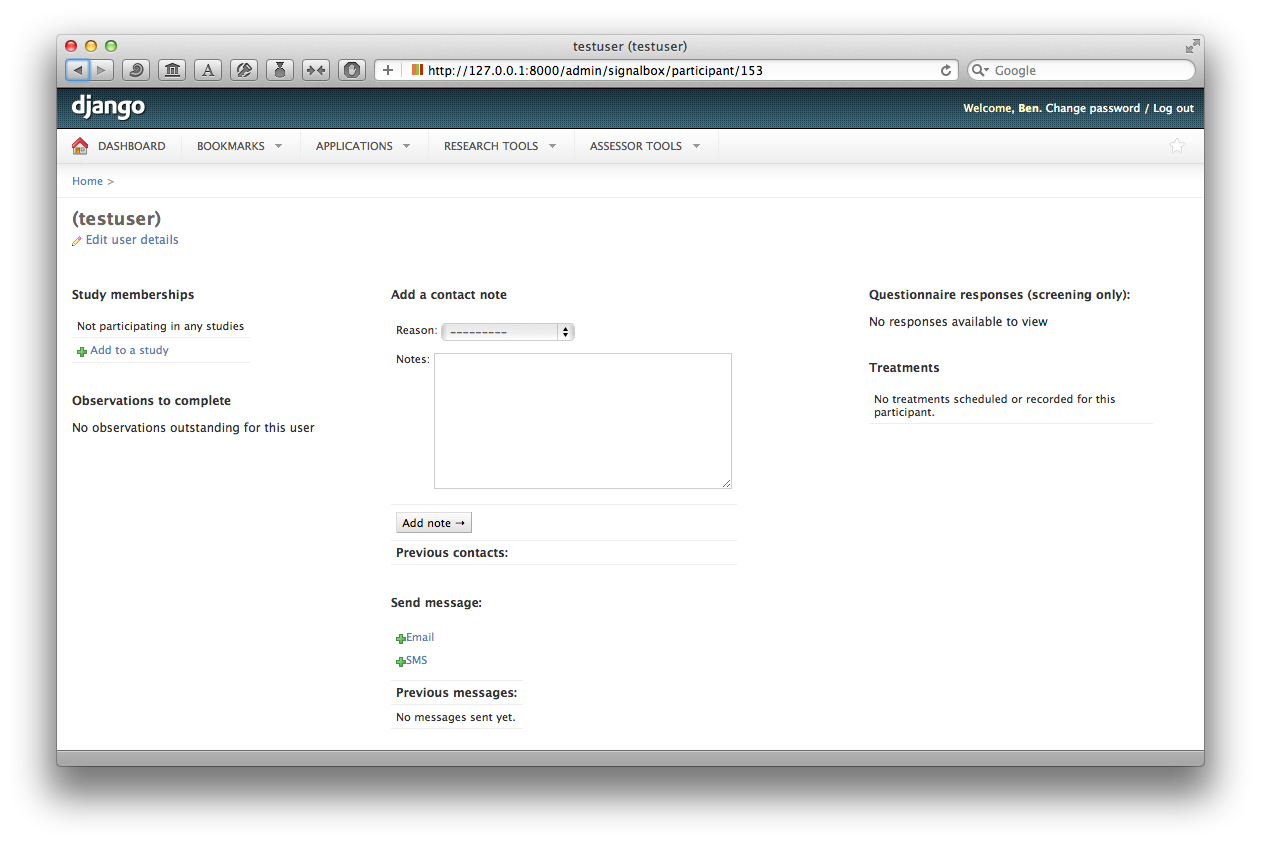 testuser (testuser)
http://127.0.0.1:8000/admin/signalbox/participant/153
Google
django
Welcome, Ben. Change password / Log out
DASHBOARD
BOOKMARKS
APPLICATIONS
RESEARCH TOOLS
ASSESSOR TOOLS
Home >
(testuser)
Edit user details
Study memberships
Not participating in any studies
Add to a study
Observations to complete
No observations outstanding for this user
Add a contact note
Reason: ---------
Notes:
Add note →
Previous contacts:
Send message:
Email
SMS
Previous messages:
No messages sent yet.
Questionnaire responses (screening only):
No responses available to view
Treatments
No treatments scheduled or recorded for this
participant.